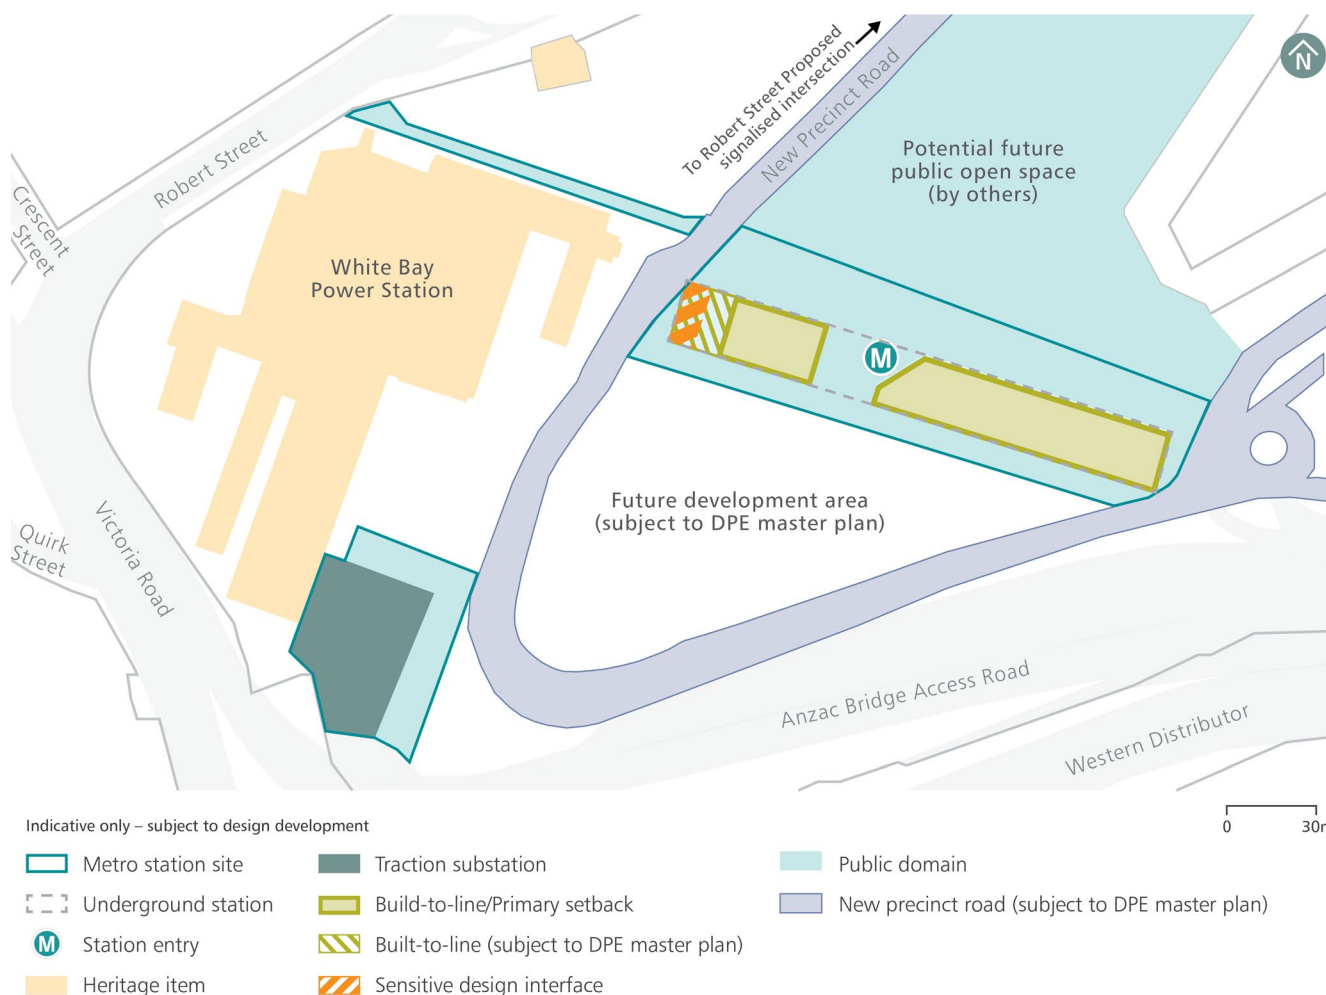 To Robert Street Proposed
signalised intersection
New Precinct Road
N
Potential future
public open space
(by others)
Robert Street
Crescent
Street
White Bay
Power Station
M
Future development area
(subject to DPE master plan)
Victoria Road
Quirk
Street
Anzac Bridge Access Road
Western Distributor
Indicative only – subject to design development
0 30m
Metro station site
Traction substation
Public domain
Underground station
Build-to-line/Primary setback
New precinct road (subject to DPE master plan)
M Station entry
Built-to-line (subject to DPE master plan)
Heritage item
Sensitive design interface